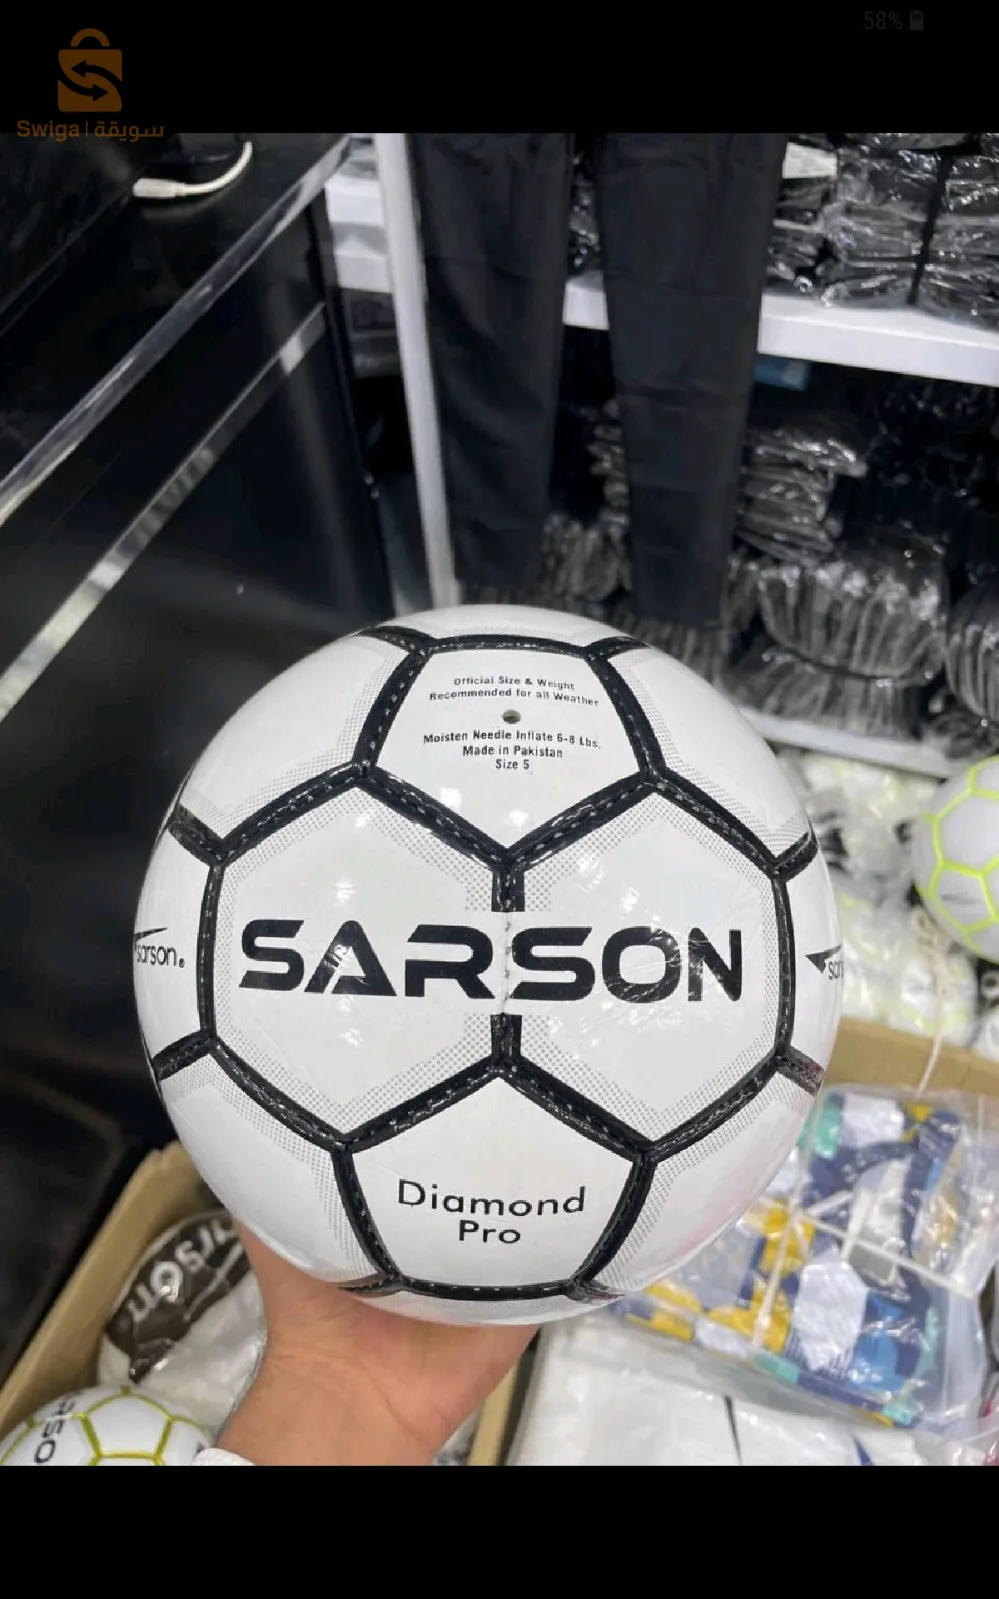 58%
Swiga | سويقة
Official Size & Weight
Recommended for all Weather
Moisten Needle Inflate 6-8 Lbs.
Made in Pakistan
Size 5
SARSON
sarson.
Diamond
Pro